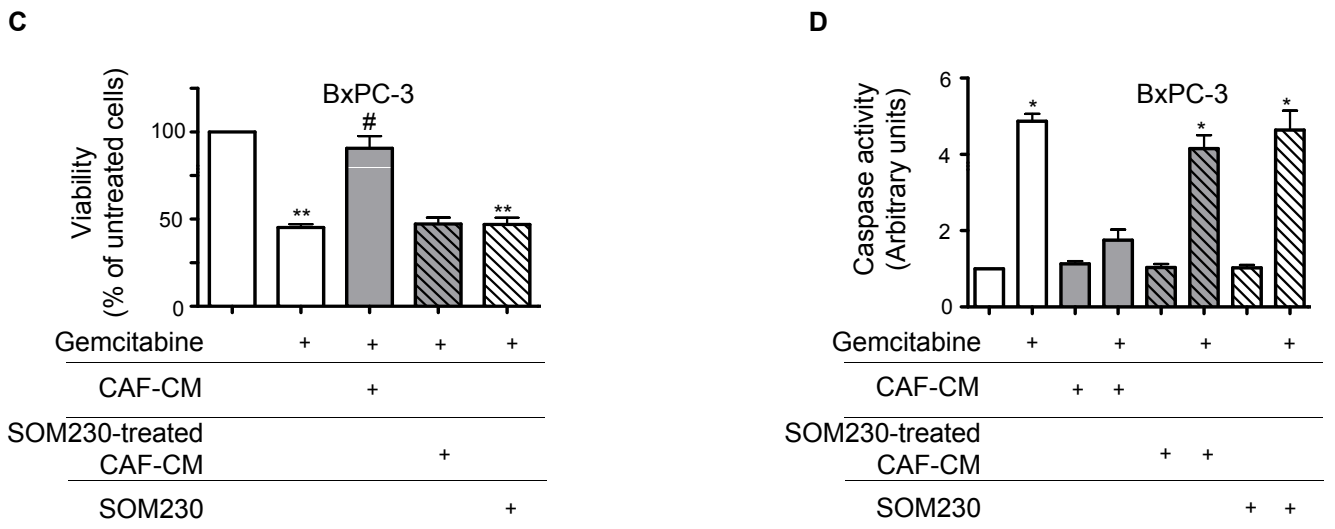 C
BxPC-3
Viability
(% of untreated cells)
100
50
0
#
**
**
Gemcitabine + + + +
CAF-CM +
SOM230-treated
CAF-CM +
SOM230 +
D
BxPC-3
Caspase activity
(Arbitrary units)
6
4
2
0
*
*
*
Gemcitabine + + + +
CAF-CM + +
SOM230-treated
CAF-CM + +
SOM230 + +